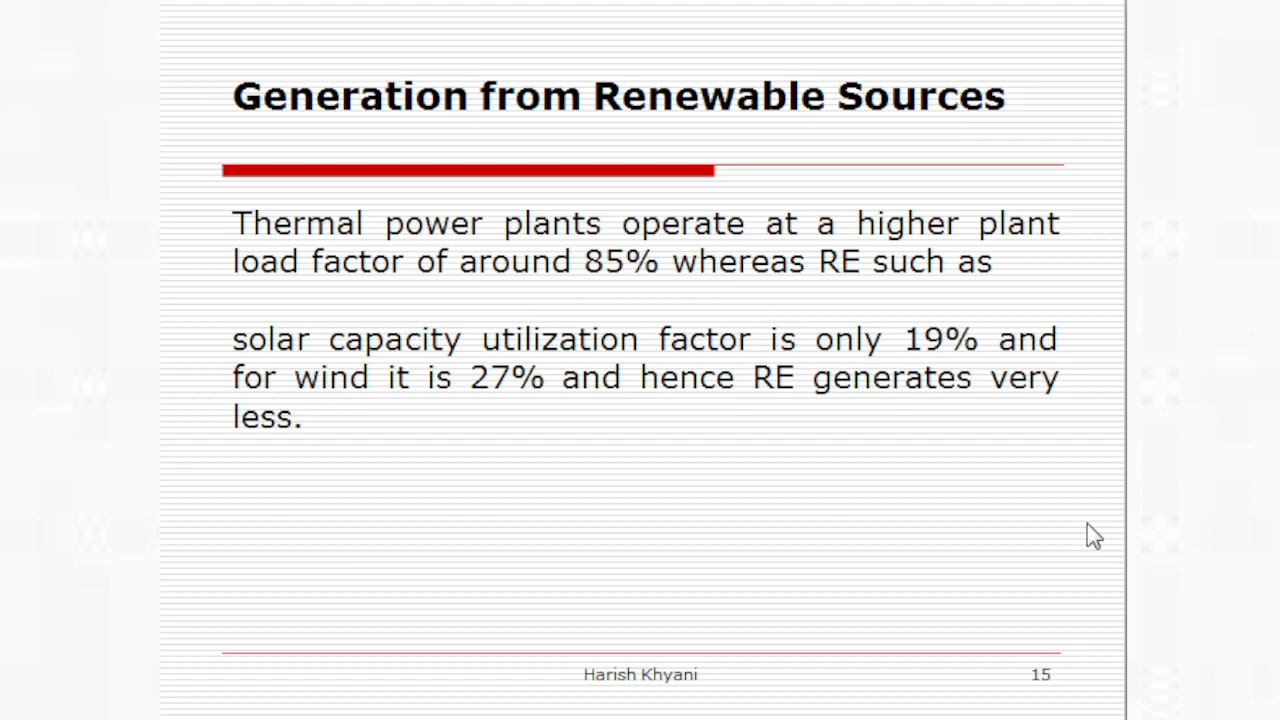 Generation from Renewable Sources
Thermal power plants operate at a higher plant
load factor of around 85% whereas RE such as
solar capacity utilization factor is only 19% and
for wind it is 27% and hence RE generates very
less.
Harish Khyani
15